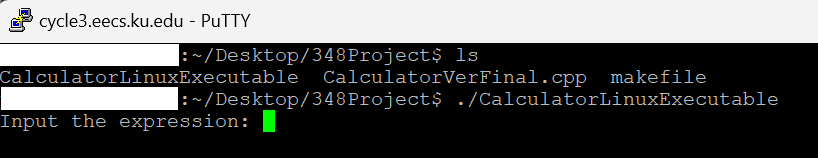 cycle3.eecs.ku.edu - PuTTY
:~/Desktop/348Project$ ls
CalculatorLinuxExecutable  CalculatorVerFinal.cpp  makefile
:~/Desktop/348Project$ ./CalculatorLinuxExecutable
Input the expression: